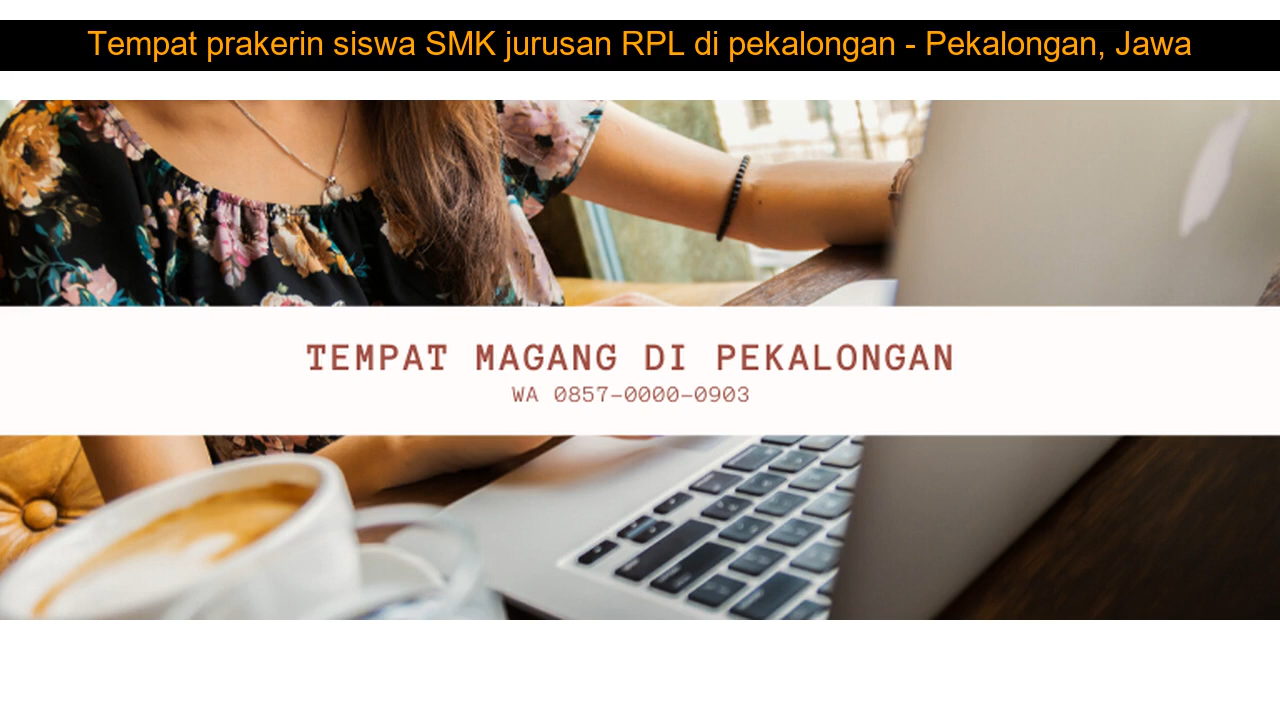 Tempat prakerin siswa SMK jurusan RPL di pekalongan - Pekalongan, Jawa
TEMPAT MAGANG DI PEKALONGAN
WA 0857-0000-0903